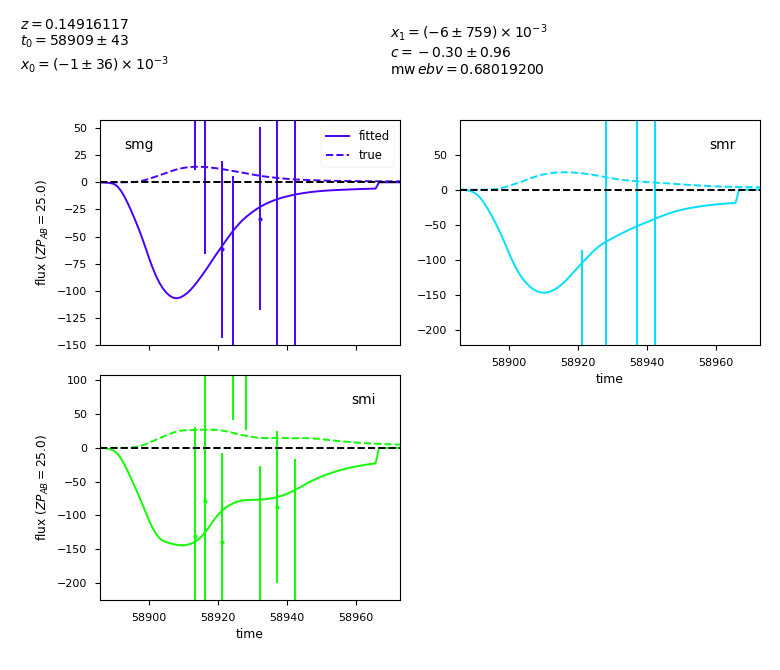 z = 0.14916117
t0 = 58909 ± 43
x0 = (−1 ± 36) × 10−3
x1 = (−6 ± 759) × 10−3
c = −0.30 ± 0.96
mw ebv = 0.68019200
smg
fitted
true
50
25
0
−25
−50
−75
−100
−125
−150
flux (ZPAB = 25.0)
smr
50
0
−50
−100
−150
−200
58900 58920 58940 58960
time
smi
100
50
0
−50
−100
−150
−200
flux (ZPAB = 25.0)
58900 58920 58940 58960
time